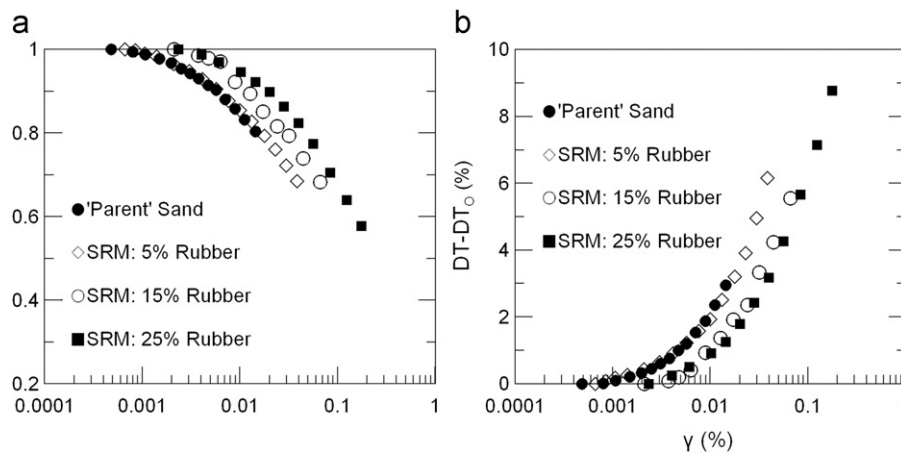 a
1
0.8
0.6
0.4
0.2
0.0001
0.001
0.01
0.1
1
'Parent' Sand
SRM: 5% Rubber
SRM: 15% Rubber
SRM: 25% Rubber
b
10
8
6
4
2
0
DT-DTO (%)
'Parent' Sand
SRM: 5% Rubber
SRM: 15% Rubber
SRM: 25% Rubber
0.0001
0.001
0.01
0.1
γ (%)